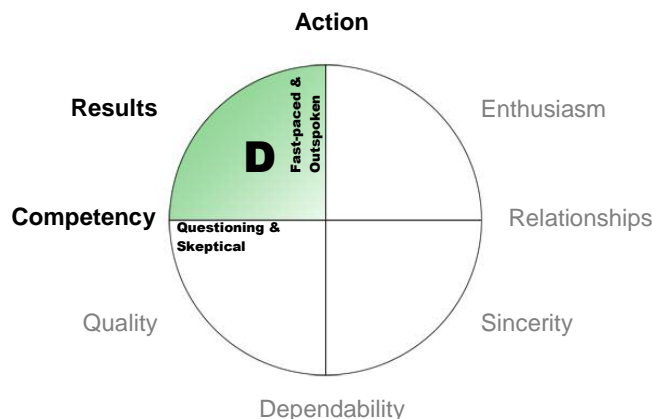 Action
Results
Enthusiasm
Fast-paced &
Outspoken
D
Competency
Relationships
Questioning &
Skeptical
Quality
Sincerity
Dependability